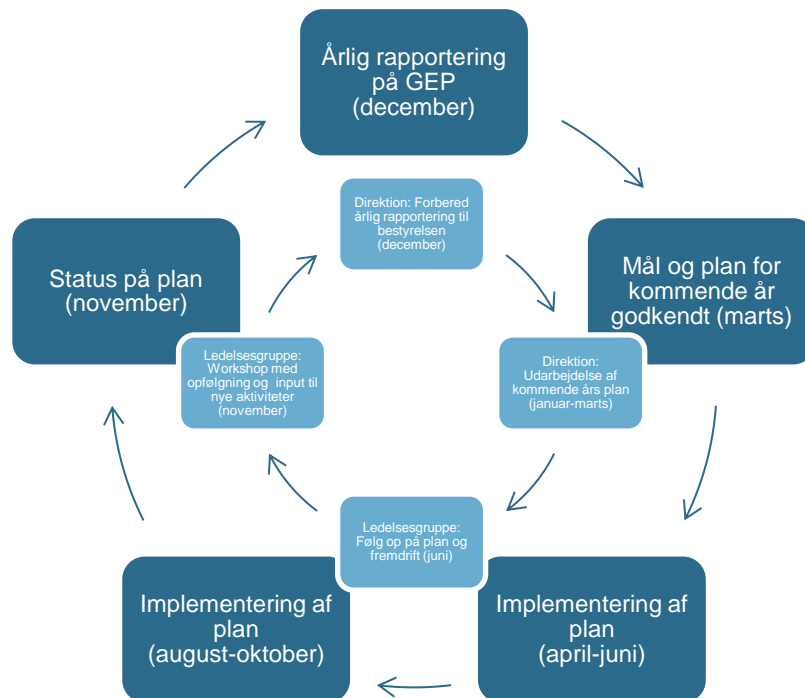 Årlig rapportering
på GEP
(december)
Direktion: Forbered
årlig rapportering til
bestyrelsen
(december)
Status på plan
(november)
Mål og plan for
kommende år
godkendt (marts)
Ledelsesgruppe:
Workshop med
opfølgning og input til
nye aktiviteter
(november)
Direktion:
Udarbejdelse af
kommende års plan
(januar-marts)
Ledelsesgruppe:
Følg op på plan og
fremdrift (juni)
Implementering af
plan
(august-oktober)
Implementering af
plan
(april-juni)